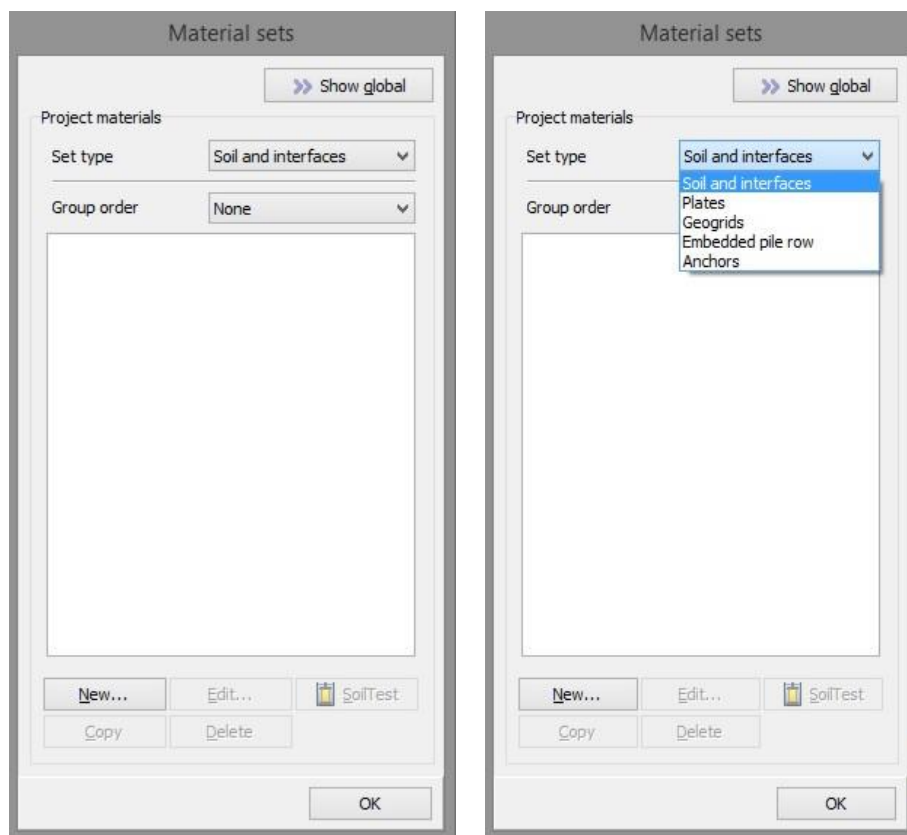 Material sets
Show global
Project materials
Set type Soil and interfaces
Group order None
New... Edit... SoilTest
Copy Delete
OK
Material sets
Show global
Project materials
Set type Soil and interfaces
Soil and interfaces
Plates
Group order
Geogrids
Embedded pile row
Anchors
New... Edit... SoilTest
Copy Delete
OK